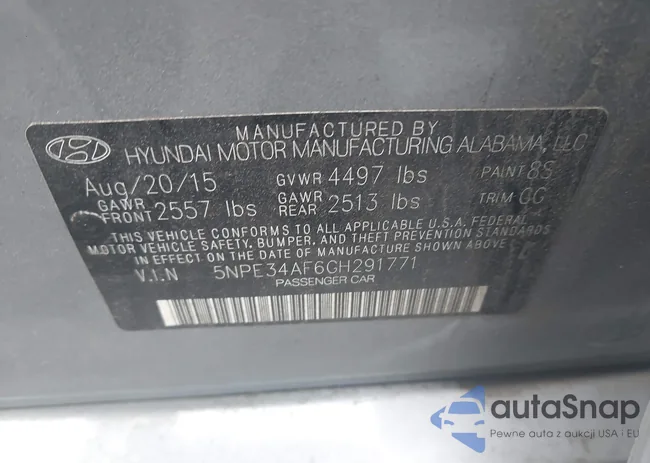 MANUFACTURED BY
HYUNDAI MOTOR MANUFACTURING ALABAMA, LLC
Aug/20/15 GVWR 4497 lbs PAINT 8S
GAWR FRONT 2557 lbs GAWR REAR 2513 lbs TRIM GG
THIS VEHICLE CONFORMS TO ALL APPLICABLE U.S.A. FEDERAL
MOTOR VEHICLE SAFETY, BUMPER, AND THEFT PREVENTION STANDARDS
IN EFFECT ON THE DATE OF MANUFACTURE SHOWN ABOVE.
V.I.N 5NPE34AF6GH291771
PASSENGER CAR
autaSnap
Pewne auta z aukcji USA i EU